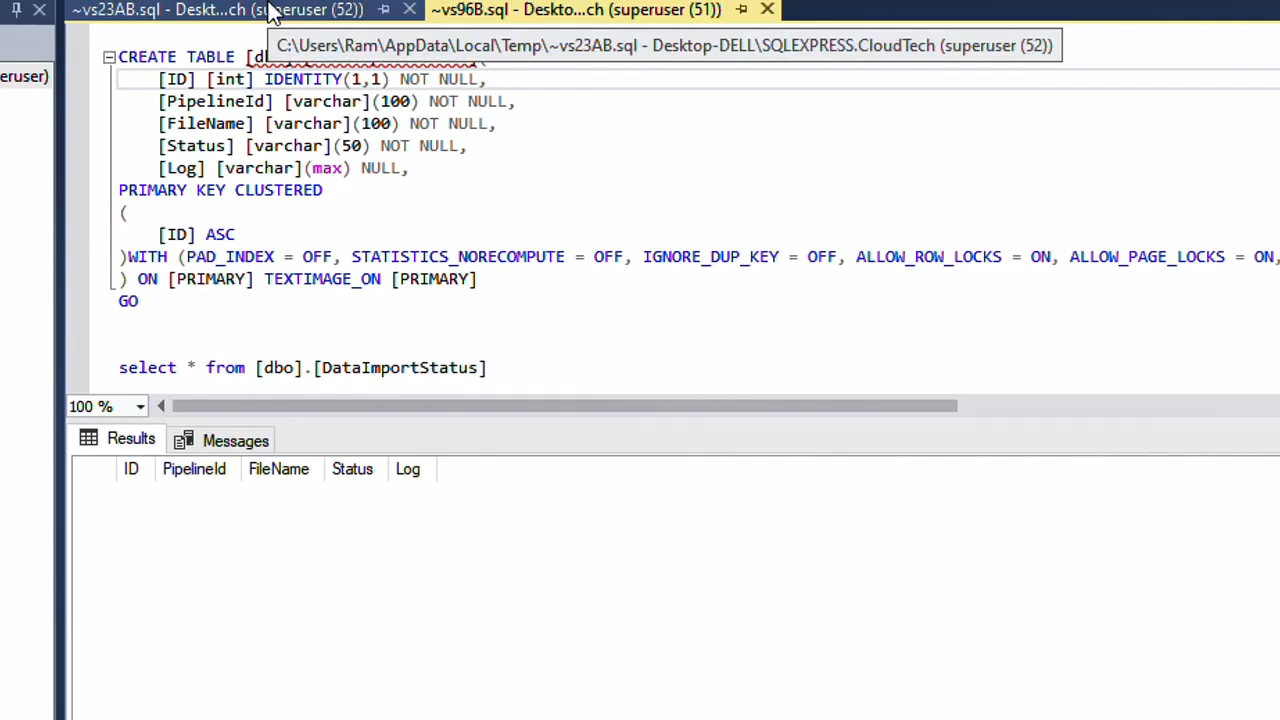 ~vs23AB.sql - Deskt...ch (superuser (52))
~vs96B.sql - Deskto...ch (superuser (51))
C:\Users\Ram\AppData\Local\Temp\~vs23AB.sql - Desktop-DELL\SQLEXPRESS.CloudTech (superuser (52))
eruser)
CREATE TABLE [d
[ID] [int] IDENTITY(1,1) NOT NULL,
[PipelineId] [varchar](100) NOT NULL,
[FileName] [varchar](100) NOT NULL,
[Status] [varchar](50) NOT NULL,
[Log] [varchar](max) NULL,
PRIMARY KEY CLUSTERED
(
[ID] ASC
)WITH (PAD_INDEX = OFF, STATISTICS_NORECOMPUTE = OFF, IGNORE_DUP_KEY = OFF, ALLOW_ROW_LOCKS = ON, ALLOW_PAGE_LOCKS = ON,
) ON [PRIMARY] TEXTIMAGE_ON [PRIMARY]
GO
select * from [dbo].[DataImportStatus]
100 %
Results
Messages
ID PipelineId FileName Status Log